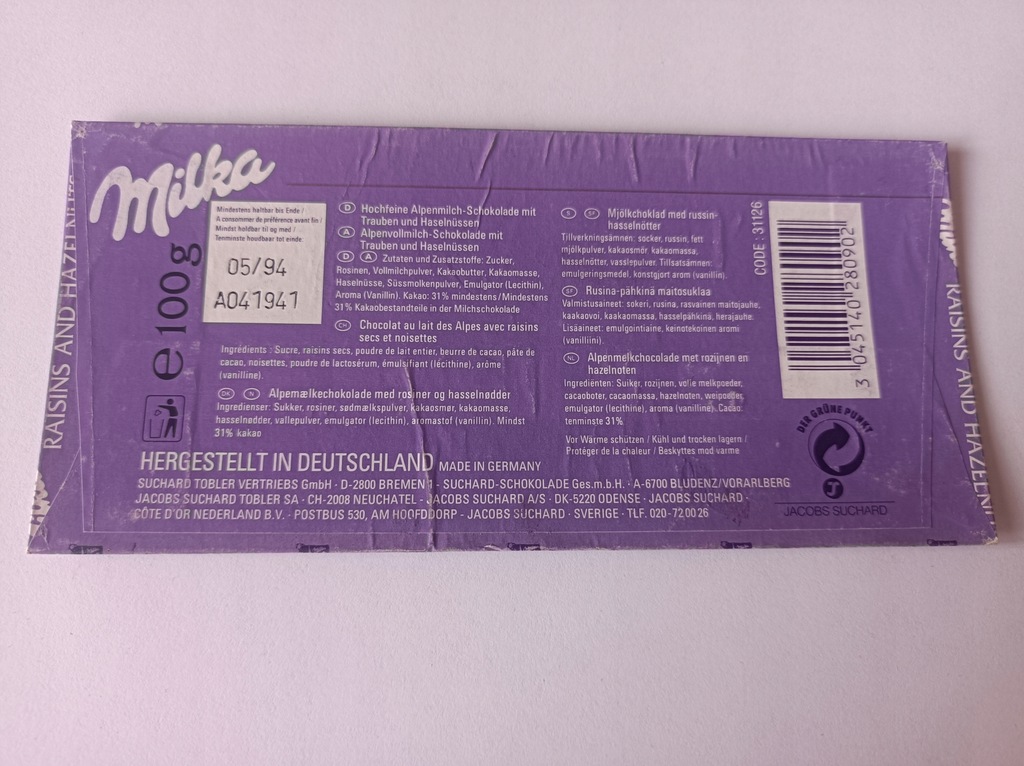 Milka
Mindestens haltbar bis Ende /
A consommer de préférence avant fin /
Mindst holdbar til og med /
Tenminste houdbaar tot einde:
05/94
A041941
e 100g
D Hochfeine Alpenmilch-Schokolade mit
Trauben und Haselnüssen
A Alpenvollmilch-Schokolade mit
Trauben und Haselnüssen
D A Zutaten und Zusatzstoffe: Zucker,
Rosinen, Vollmilchpulver, Kakaobutter, Kakaomasse,
Haselnüsse, Süssmolkenpulver, Emulgator (Lecithin),
Aroma (Vanillin). Kakao: 31% mindestens/Mindestens
31% Kakaobestandteile in der Milchschokolade
CH Chocolat au lait des Alpes avec raisins
secs et noisettes
Ingrédients : Sucre, raisins secs, poudre de lait entier, beurre de cacao, pâte de
cacao, noisettes, poudre de lactosérum, émulsifiant (lécithine), arôme
(vanilline).
DK N Alpemælkechokolade med rosiner og hasselnødder
Ingredienser: Sukker, rosiner, sødmælkspulver, kakaosmør, kakaomasse,
hasselnødder, vallepulver, emulgator (lecithin), aromastof (vanillin). Mindst
31% kakao
S SF Mjölkchoklad med russin-
hasselnötter
Tillverkningsämnen: socker, russin, fett
mjölkpulver, kakaosmör, kakaomassa,
hasselnötter, vasslepulver. Tillsatsämnen:
emulgeringsmedel, konstgjort arom (vanillin).
SF Rusina-pähkinä maitosuklaa
Valmistusaineet: sokeri, rusina, rasvainen maitojauhe,
kaakaovoi, kaakaomassa, hasselpähkinä, herajauhe.
Lisäaineet: emulgointiaine, keinotekoinen aromi
(vanilliini).
NL Alpenmelkchocolade met rozijnen en
hazelnoten
Ingrediënten: Suiker, rozijnen, volle melkpoeder,
cacaoboter, cacaomassa, hazelnoten, weipoeder,
emulgator (lecithine), aroma (vanilline). Cacao:
tenminste 31%
Vor Wärme schützen / Kühl und trocken lagern /
Protéger de la chaleur / Beskyttes mod varme
CODE : 31126
3 045140 280902
DER GRÜNE PUNKT
JACOBS SUCHARD
HERGESTELLT IN DEUTSCHLAND MADE IN GERMANY
SUCHARD TOBLER VERTRIEBS GmbH · D-2800 BREMEN 1 - SUCHARD-SCHOKOLADE Ges.m.b.H. · A-6700 BLUDENZ/VORARLBERG
JACOBS SUCHARD TOBLER SA · CH-2008 NEUCHATEL - JACOBS SUCHARD A/S · DK-5220 ODENSE · JACOBS SUCHARD ·
CÔTE D'OR NEDERLAND B.V. · POSTBUS 530, AM HOOFDDORP - JACOBS SUCHARD · SVERIGE · TLF. 020-72 00 26
RAISINS AND HAZELNUTS
RAISINS AND HAZELN